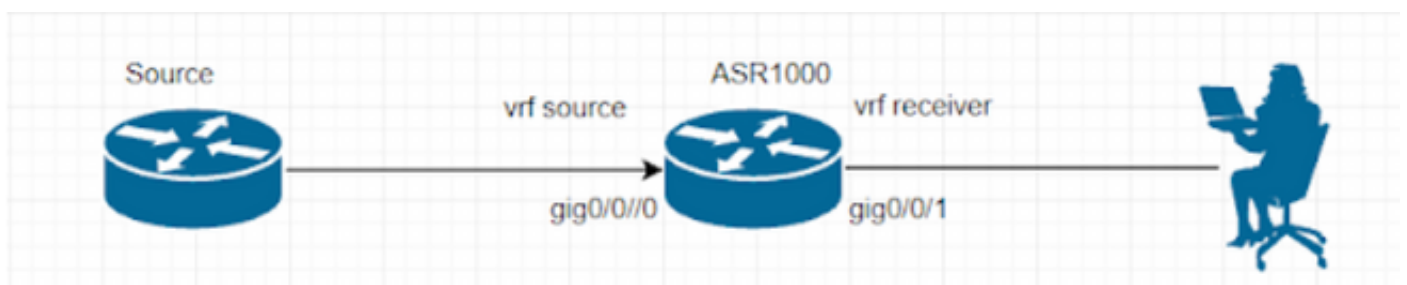 Source
ASR1000
vrf source
vrf receiver
gig0/0//0
gig0/0/1